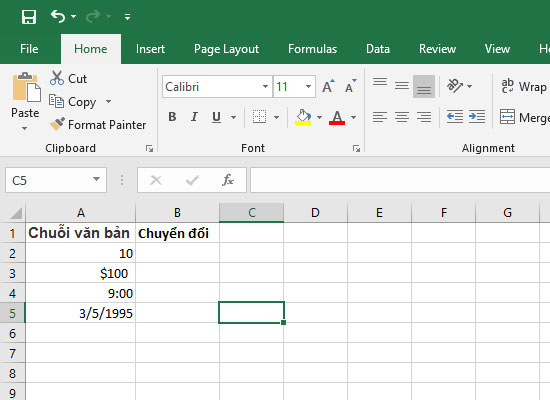 File Home Insert Page Layout Formulas Data Review View He
Cut
Copy
Format Painter
Paste
Calibri 11 A A
B I U A
ab Wrap
c Merge
Clipboard Font Alignment
C5 fx
A B C D E F G
1 Chuỗi văn bản Chuyển đổi
2 10
3 $100
4 9:00
5 3/5/1995
6
7
8
9